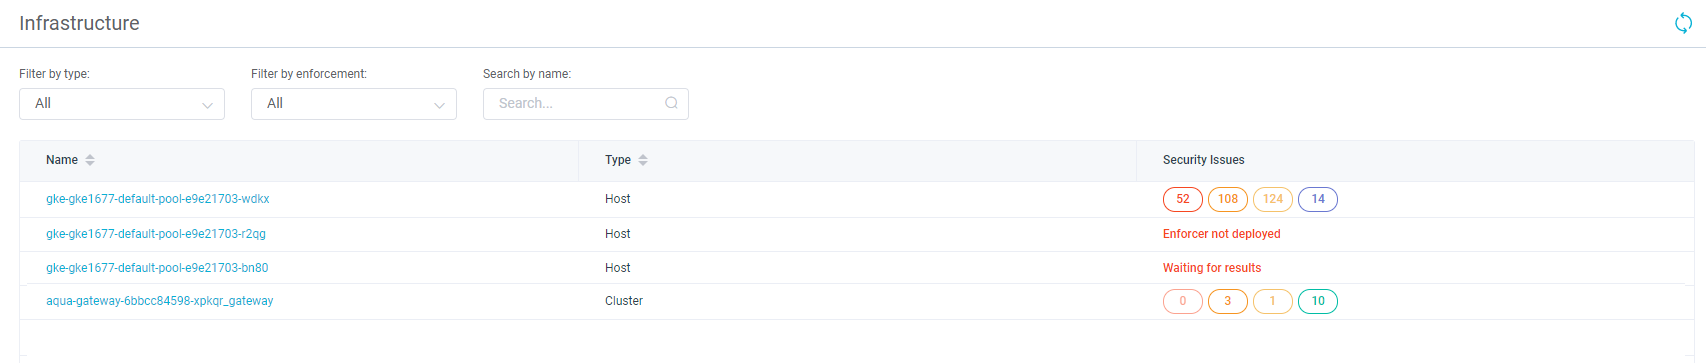 Infrastructure
Filter by type: Filter by enforcement: Search by name:
All All Search...
Name Type Security Issues
gke-gke1677-default-pool-e9e21703-wdkx Host 52 108 124 14
gke-gke1677-default-pool-e9e21703-r2qg Host Enforcer not deployed
gke-gke1677-default-pool-e9e21703-bn80 Host Waiting for results
aqua-gateway-6bbcc84598-xpkqr_gateway Cluster 0 3 1 10